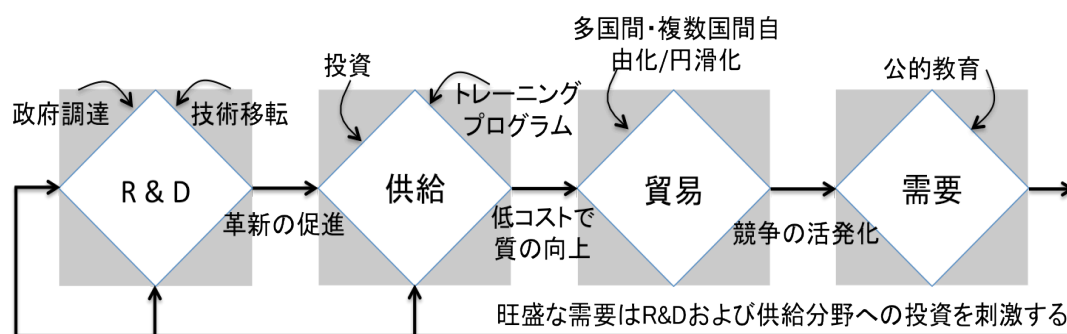 多国間・複数国間自
由化/円滑化
投資
公的教育
政府調達
技術移転
トレーニング
プログラム
R & D
供給
貿易
需要
革新の促進
低コストで
質の向上
競争の活発化
旺盛な需要はR&Dおよび供給分野への投資を刺激する